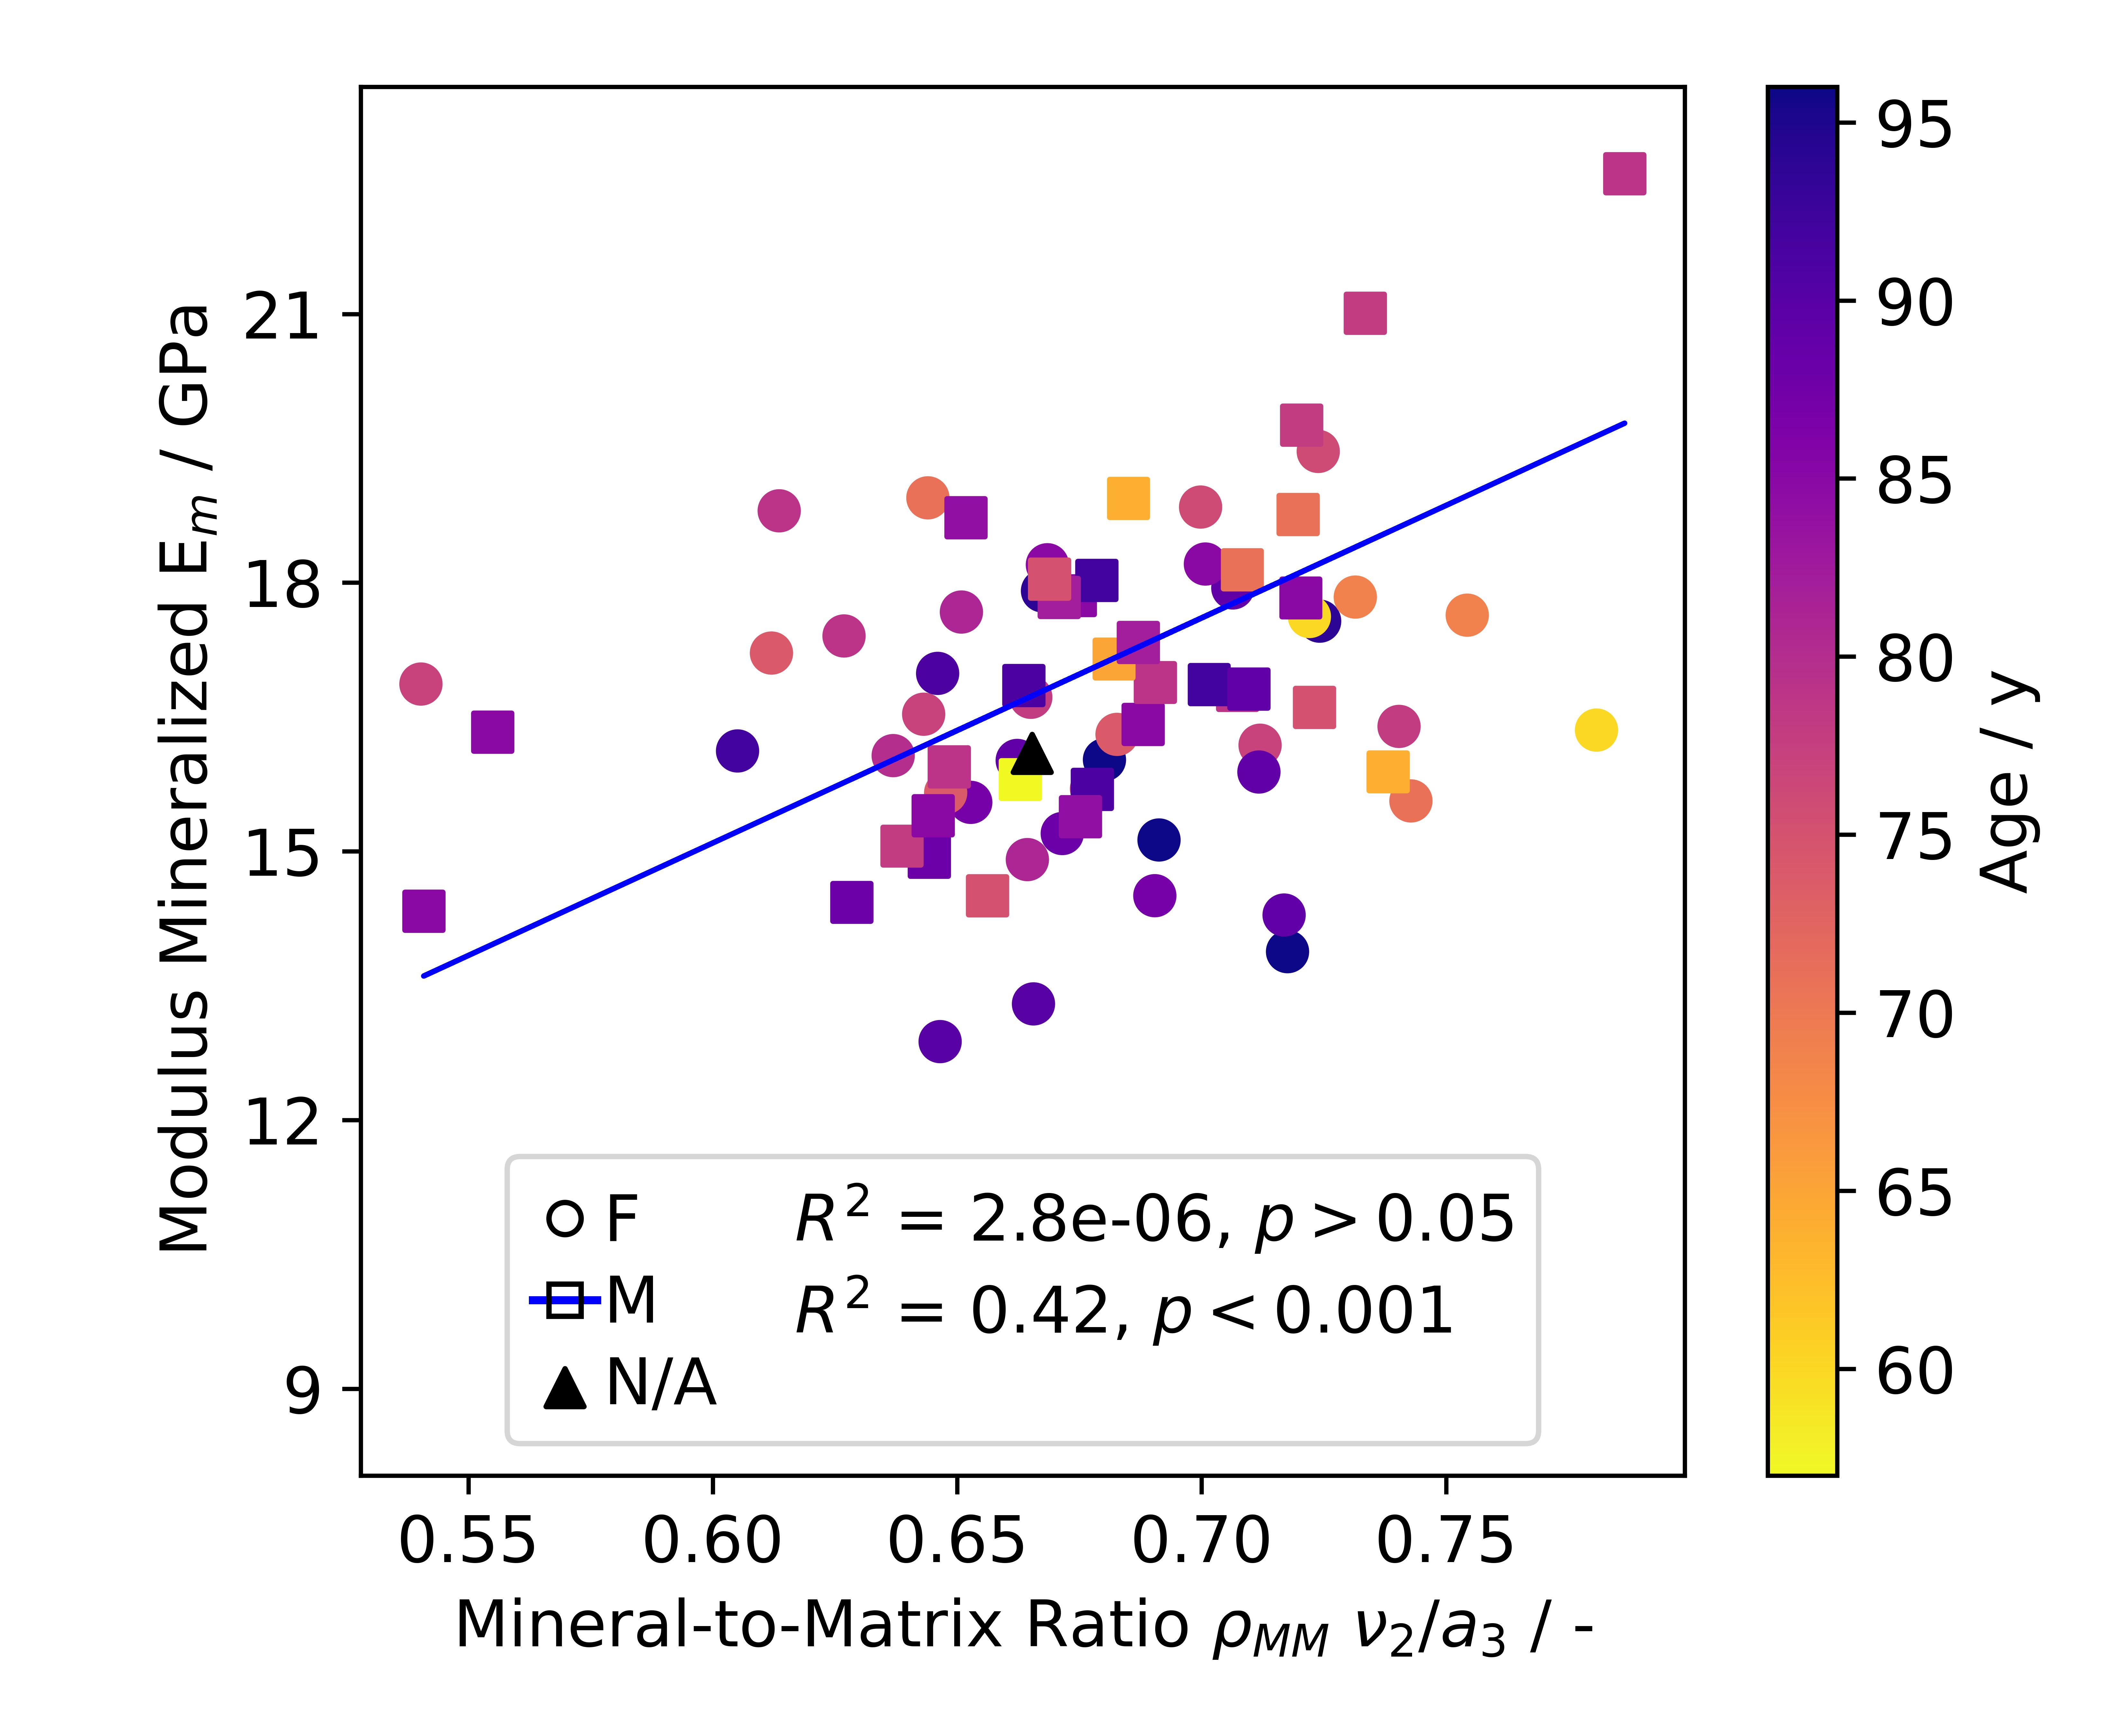 Modulus Mineralized Eₘ / GPa
21
18
15
12
9
F R² = 2.8e-06, p > 0.05
M R² = 0.42, p < 0.001
N/A
0.55 0.60 0.65 0.70 0.75
Mineral-to-Matrix Ratio ρ_MM ν₂/a₃ / -
95
90
85
80
75
70
65
60
Age / y